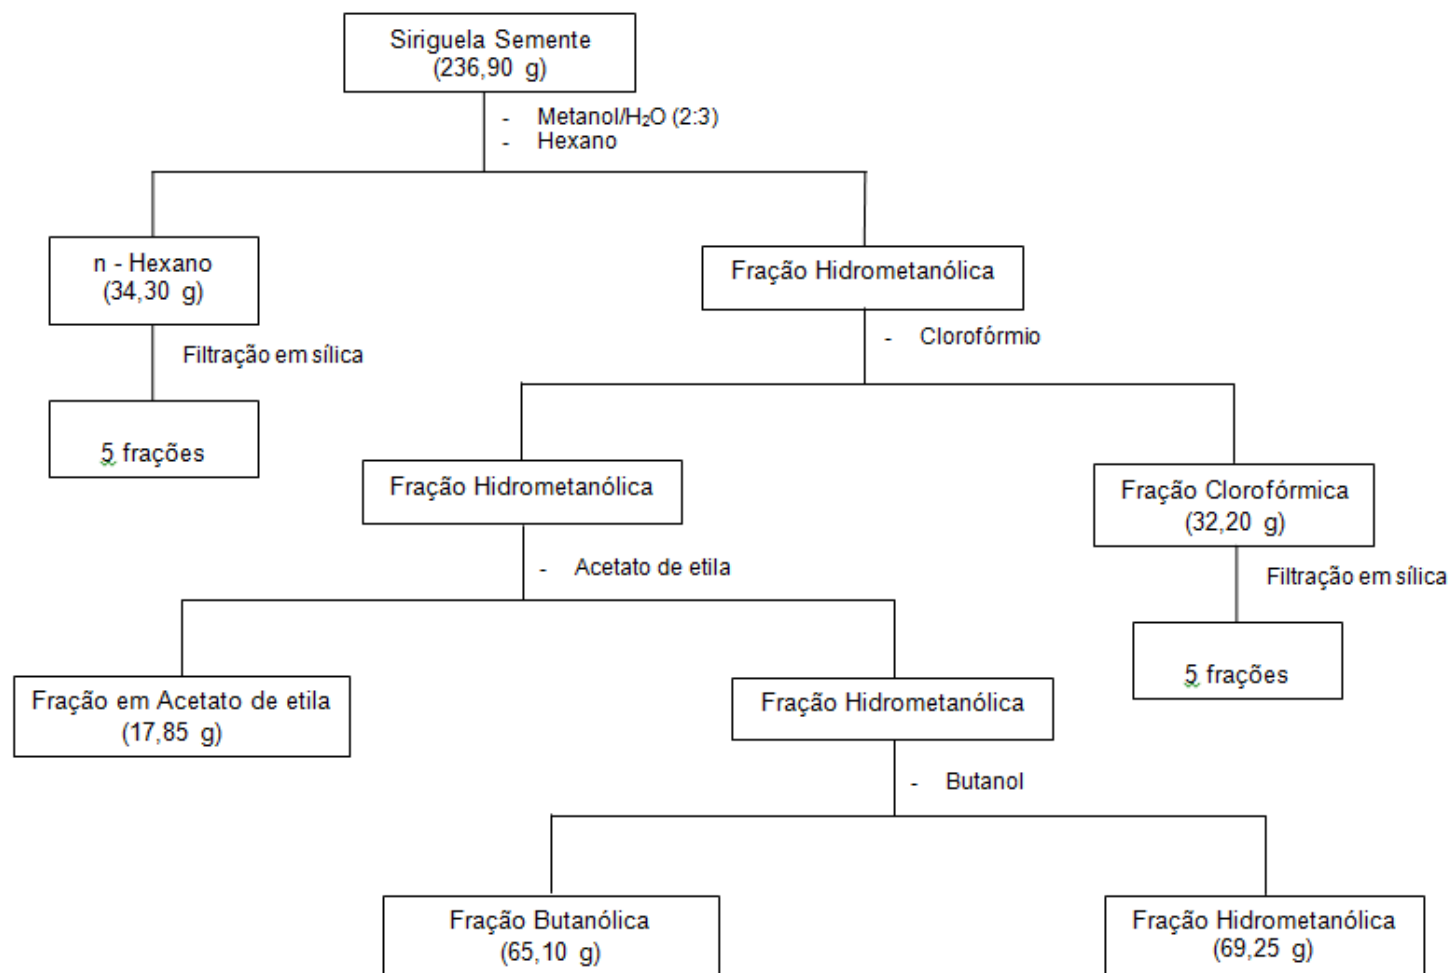 Siriguela Semente
(236,90 g)
- Metanol/H₂O (2:3)
- Hexano
n - Hexano
(34,30 g)
Fração Hidrometanólica
Filtração em sílica
- Clorofórmio
5 frações
Fração Hidrometanólica
Fração Clorofórmica
(32,20 g)
- Acetato de etila
Filtração em sílica
5 frações
Fração em Acetato de etila
(17,85 g)
Fração Hidrometanólica
- Butanol
Fração Butanólica
(65,10 g)
Fração Hidrometanólica
(69,25 g)